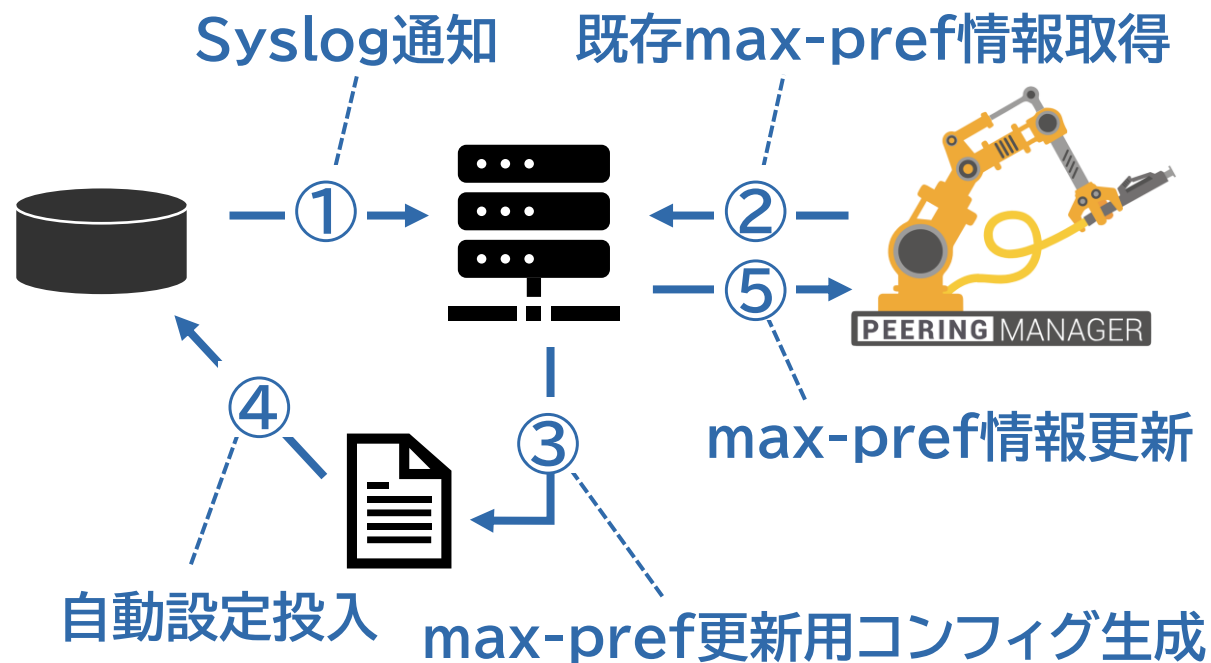 Syslog通知
既存max-pref情報取得
①
②
⑤
PEERING MANAGER
④
③
max-pref情報更新
自動設定投入
max-pref更新用コンフィグ生成